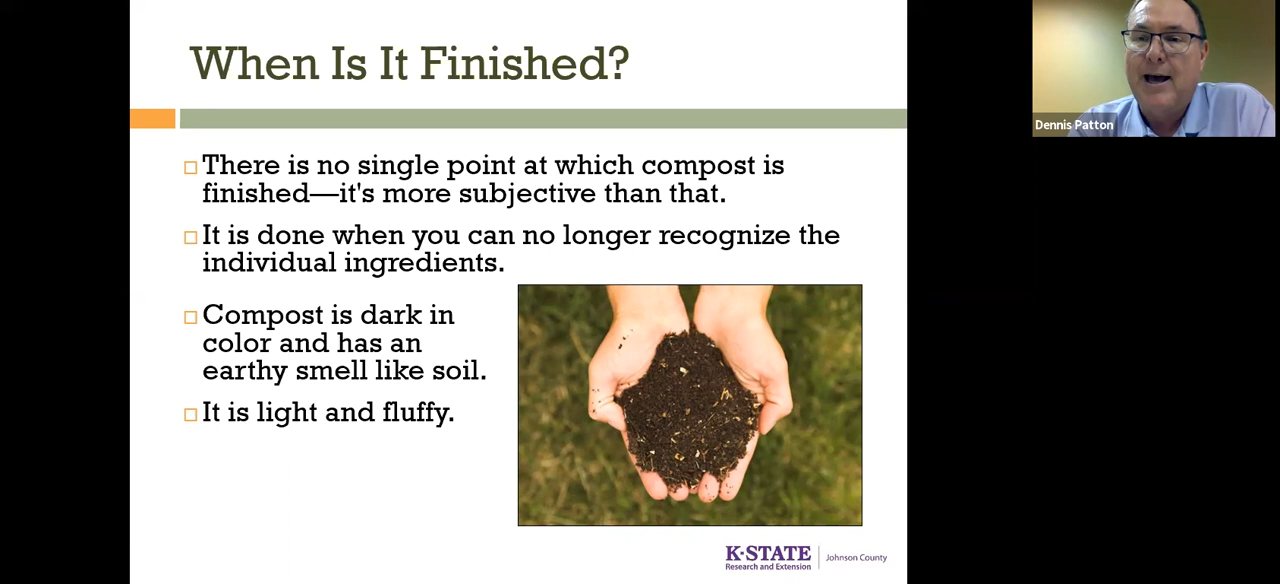 When Is It Finished?
There is no single point at which compost is
finished—it's more subjective than that.
It is done when you can no longer recognize the
individual ingredients.
Compost is dark in
color and has an
earthy smell like soil.
It is light and fluffy.
K-STATE
Research and Extension
Johnson County
Dennis Patton